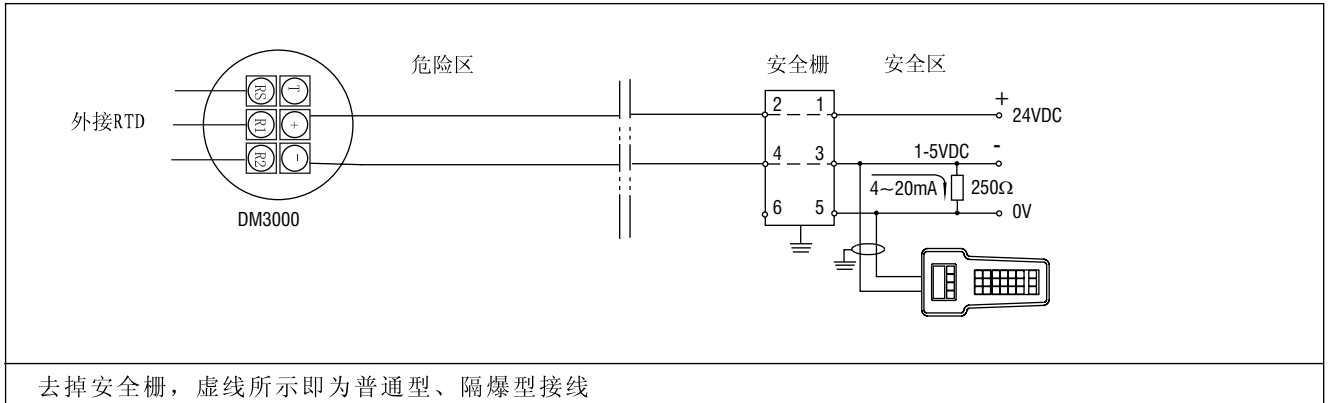 危险区
安全栅
安全区
RS T
外接RTD
R1 +
R2 -
DM3000
2 1
+
24VDC
4 3
1-5VDC
-
4~20mA
250Ω
6 5
0V
去掉安全栅，虚线所示即为普通型、隔爆型接线